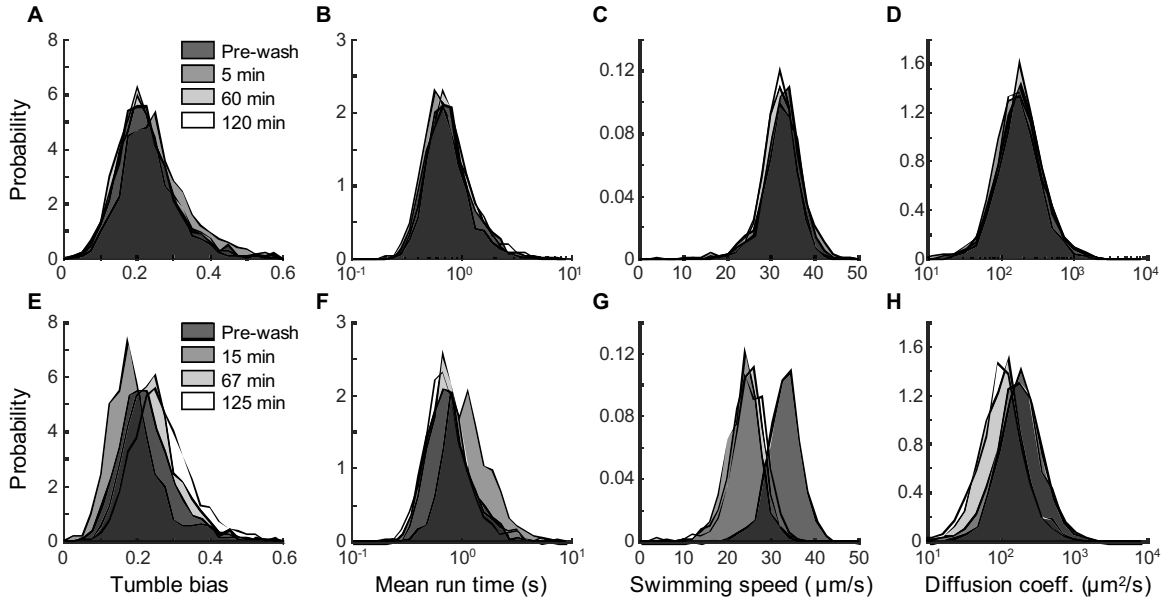 A
B
C
D
Probability
8
6
4
2
0
0 0.2 0.4 0.6
Pre-wash
5 min
60 min
120 min
3
2
1
0
10⁻¹ 10⁰ 10¹
0.12
0.08
0.04
0
0 10 20 30 40 50
1.6
1.2
0.8
0.4
0
10¹ 10² 10³ 10⁴
E
F
G
H
Probability
8
6
4
2
0
0 0.2 0.4 0.6
Tumble bias
Pre-wash
15 min
67 min
125 min
3
2
1
0
10⁻¹ 10⁰ 10¹
Mean run time (s)
0.12
0.08
0.04
0
0 10 20 30 40 50
Swimming speed (µm/s)
1.6
1.2
0.8
0.4
0
10¹ 10² 10³ 10⁴
Diffusion coeff. (µm²/s)